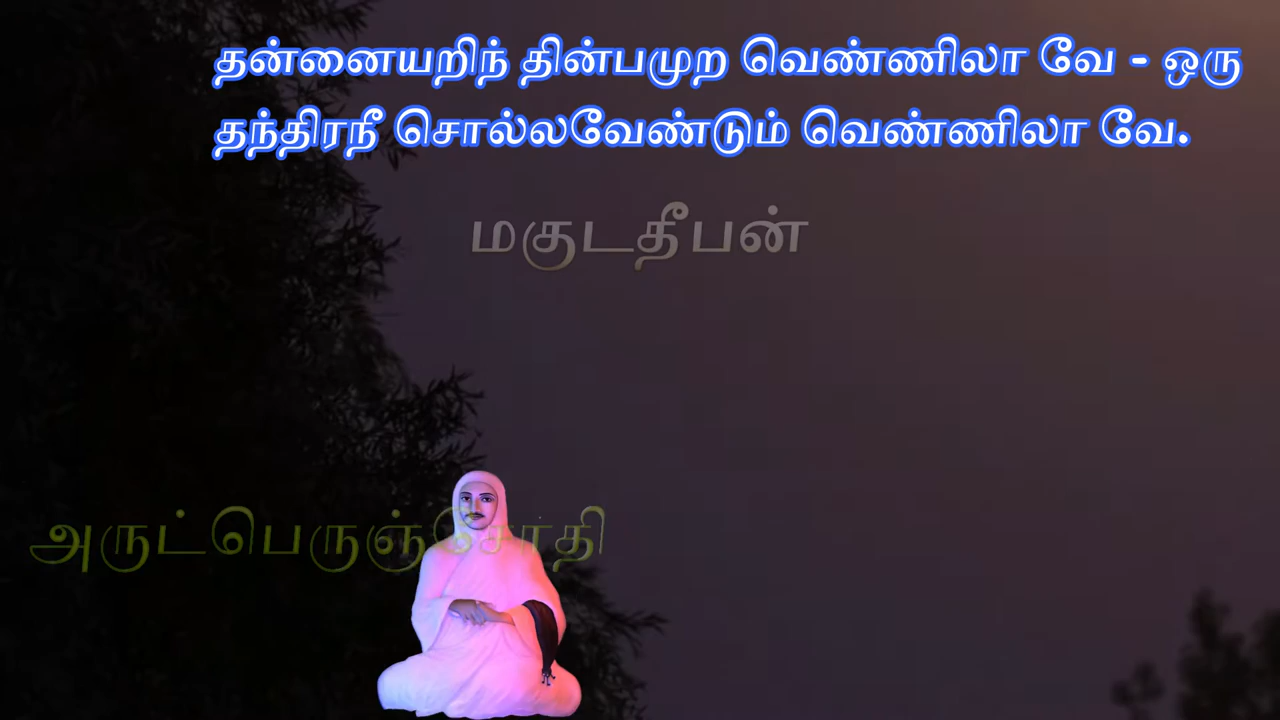 தன்னையறிந் தின்பமுற வெண்ணிலா வே - ஒரு
தந்திரநீ சொல்லவேண்டும் வெண்ணிலா வே.
மகுடதீபன்
அருட்பெருஞ்சோதி